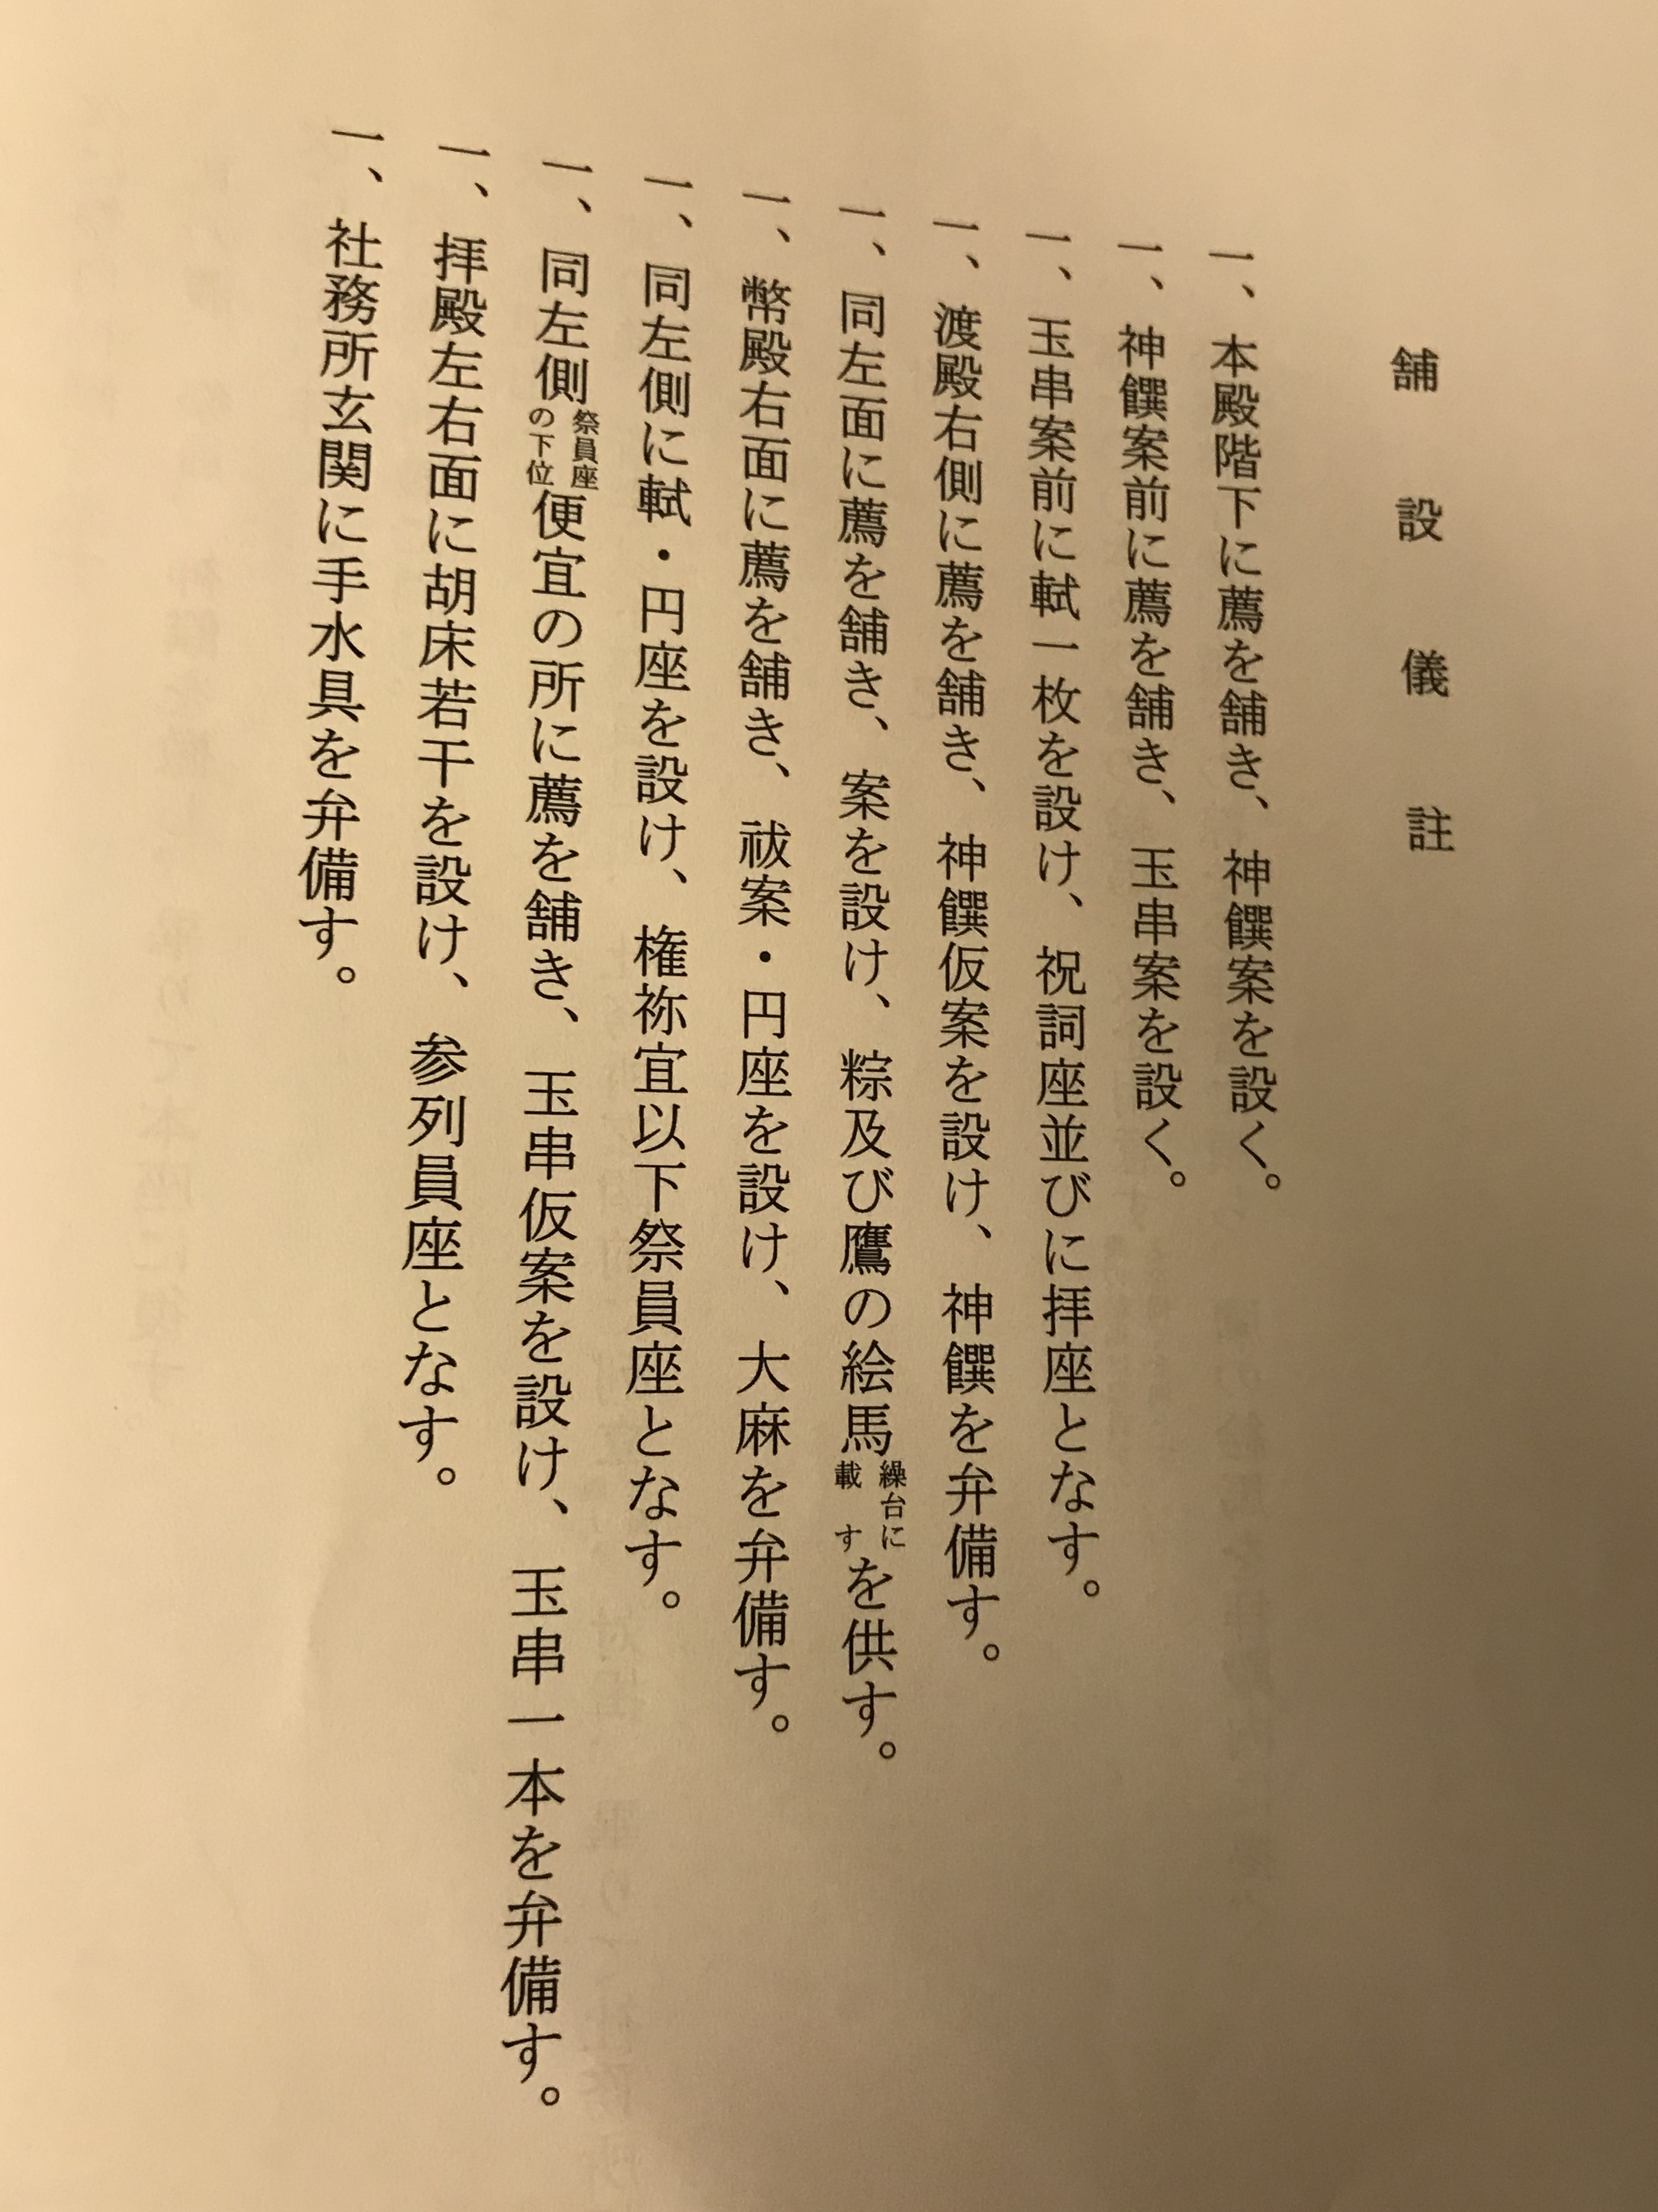 舗設儀註
一、本殿階下に薦を舗き、神饌案を設く。
一、神饌案前に薦を舗き、玉串案を設く。
一、玉串案前に軾一枚を設け、祝詞座並びに拝座となす。
一、渡殿右側に薦を舗き、神饌仮案を設け、神饌を弁備す。
一、同左面に薦を舗き、案を設け、粽及び鷹の絵馬繰台に載すを供す。
一、幣殿右面に薦を舗き、祓案・円座を設け、大麻を弁備す。
一、同左側に軾・円座を設け、権祢宜以下祭員座となす。
一、同左側祭員座の下位便宜の所に薦を舗き、玉串仮案を設け、玉串一本を弁備す。
一、拝殿左右面に胡床若干を設け、参列員座となす。
一、社務所玄関に手水具を弁備す。